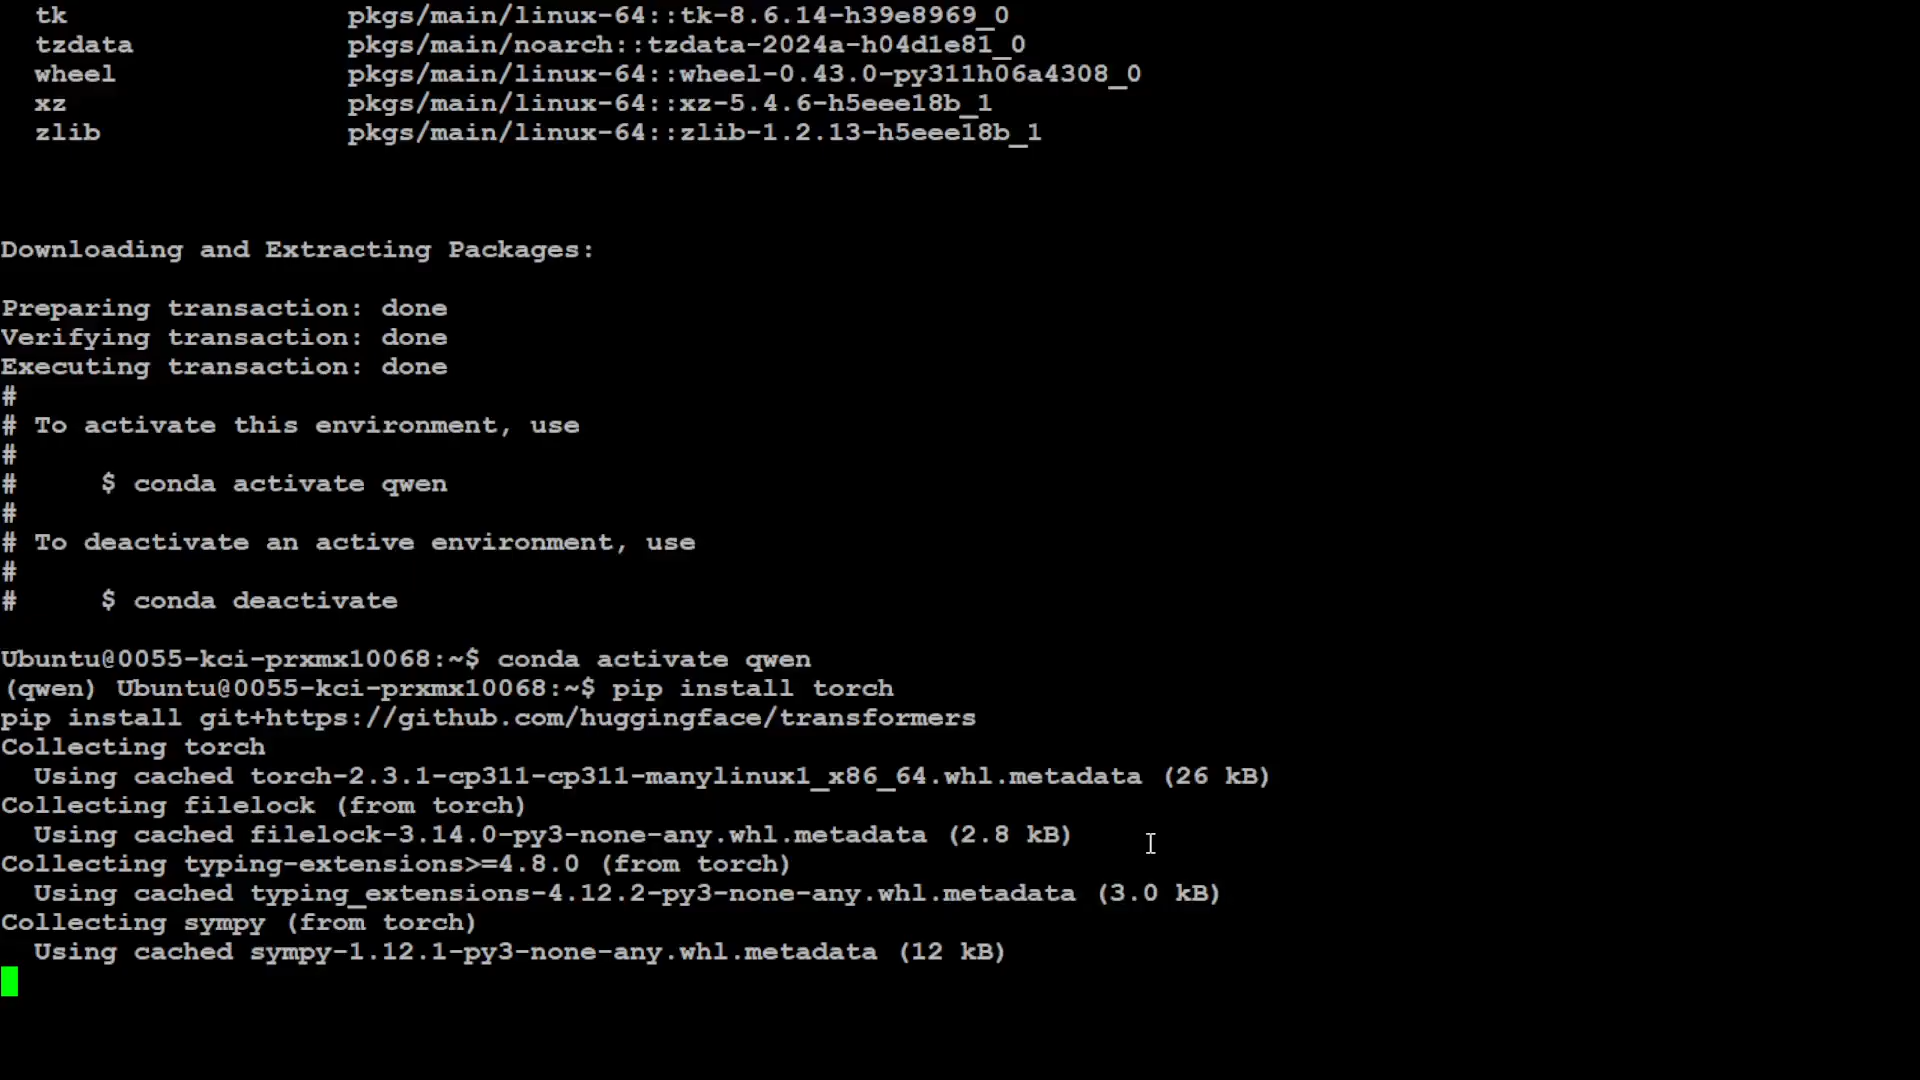 tk pkgs/main/linux-64::tk-8.6.14-h39e8969_0
tzdata pkgs/main/noarch::tzdata-2024a-h04d1e81_0
wheel pkgs/main/linux-64::wheel-0.43.0-py311h06a4308_0
xz pkgs/main/linux-64::xz-5.4.6-h5eee18b_1
zlib pkgs/main/linux-64::zlib-1.2.13-h5eee18b_1
Downloading and Extracting Packages:
Preparing transaction: done
Verifying transaction: done
Executing transaction: done
#
# To activate this environment, use
#
# $ conda activate qwen
#
# To deactivate an active environment, use
#
# $ conda deactivate
Ubuntu@0055-kci-prxmx10068:~$ conda activate qwen
(qwen) Ubuntu@0055-kci-prxmx10068:~$ pip install torch
pip install git+https://github.com/huggingface/transformers
Collecting torch
Using cached torch-2.3.1-cp311-cp311-manylinux1_x86_64.whl.metadata (26 kB)
Collecting filelock (from torch)
Using cached filelock-3.14.0-py3-none-any.whl.metadata (2.8 kB)
Collecting typing-extensions>=4.8.0 (from torch)
Using cached typing_extensions-4.12.2-py3-none-any.whl.metadata (3.0 kB)
Collecting sympy (from torch)
Using cached sympy-1.12.1-py3-none-any.whl.metadata (12 kB)